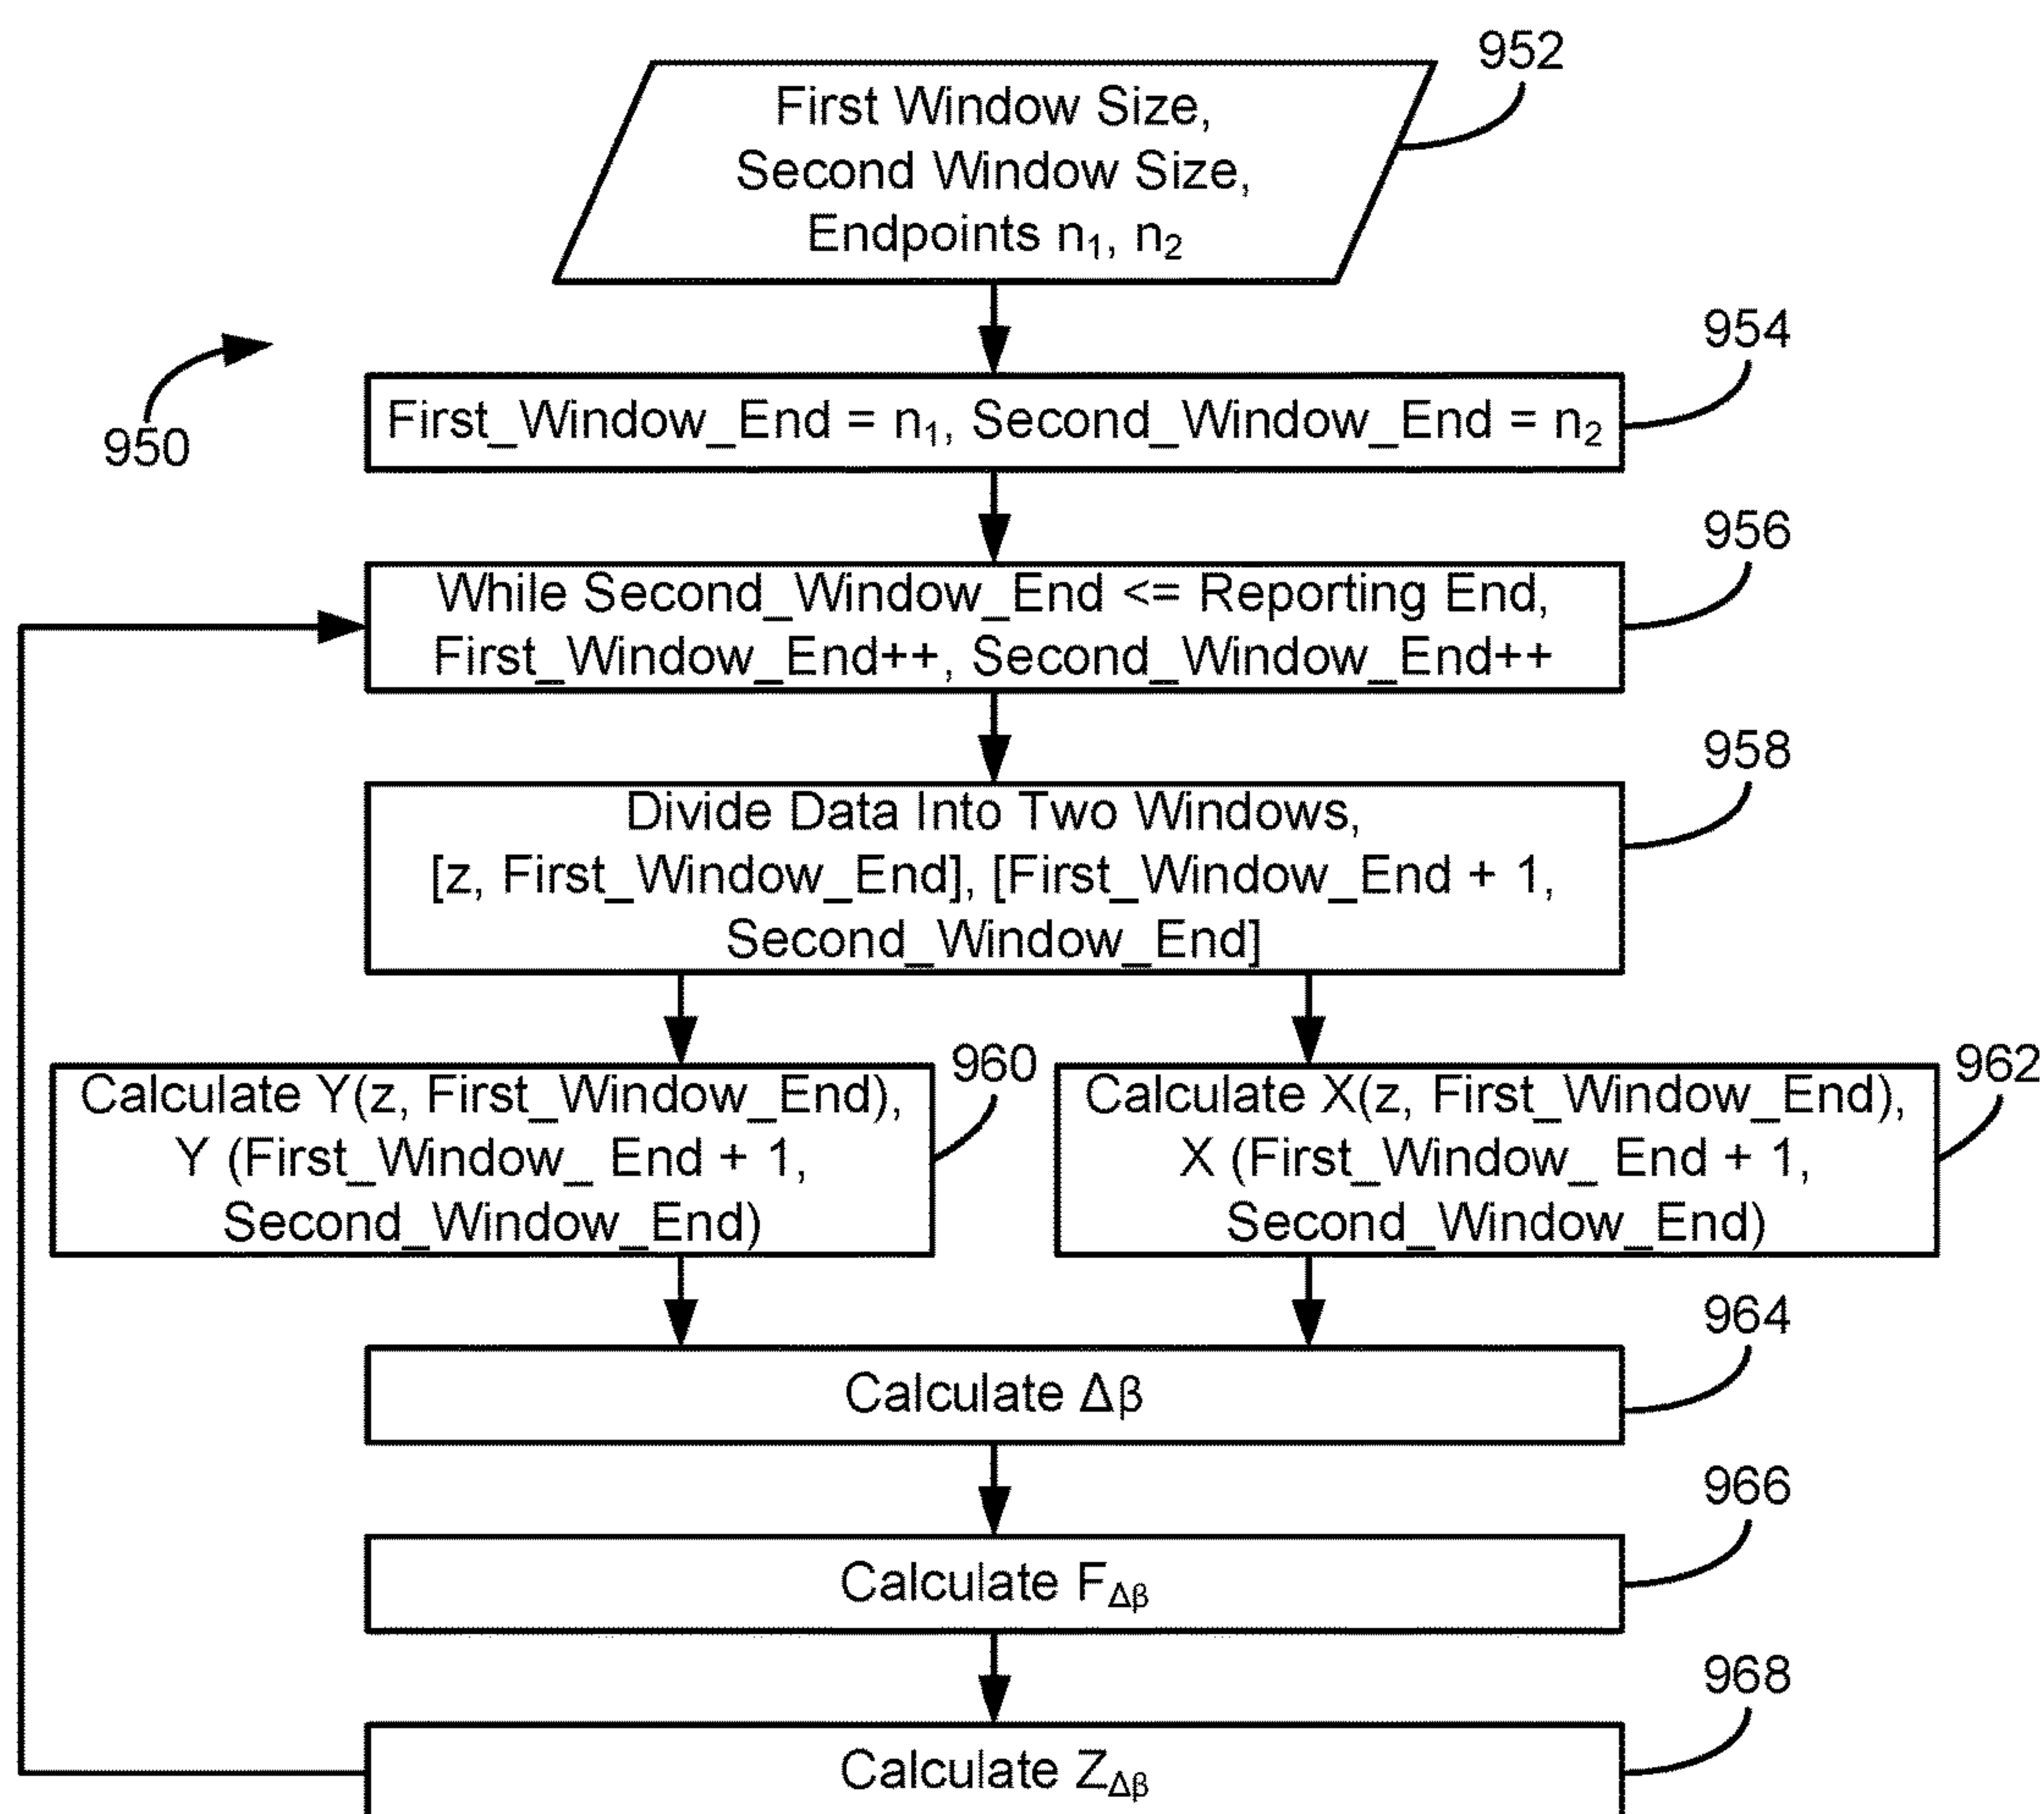 952
First Window Size,
Second Window Size,
Endpoints n₁, n₂
954
950
First_Window_End = n₁, Second_Window_End = n₂
956
While Second_Window_End <= Reporting End,
First_Window_End++, Second_Window_End++
958
Divide Data Into Two Windows,
[z, First_Window_End], [First_Window_End + 1,
Second_Window_End]
960
Calculate Y(z, First_Window_End),
Y (First_Window_ End + 1,
Second_Window_End)
962
Calculate X(z, First_Window_End),
X (First_Window_ End + 1,
Second_Window_End)
964
Calculate Δβ
966
Calculate F_Δβ
968
Calculate Z_Δβ